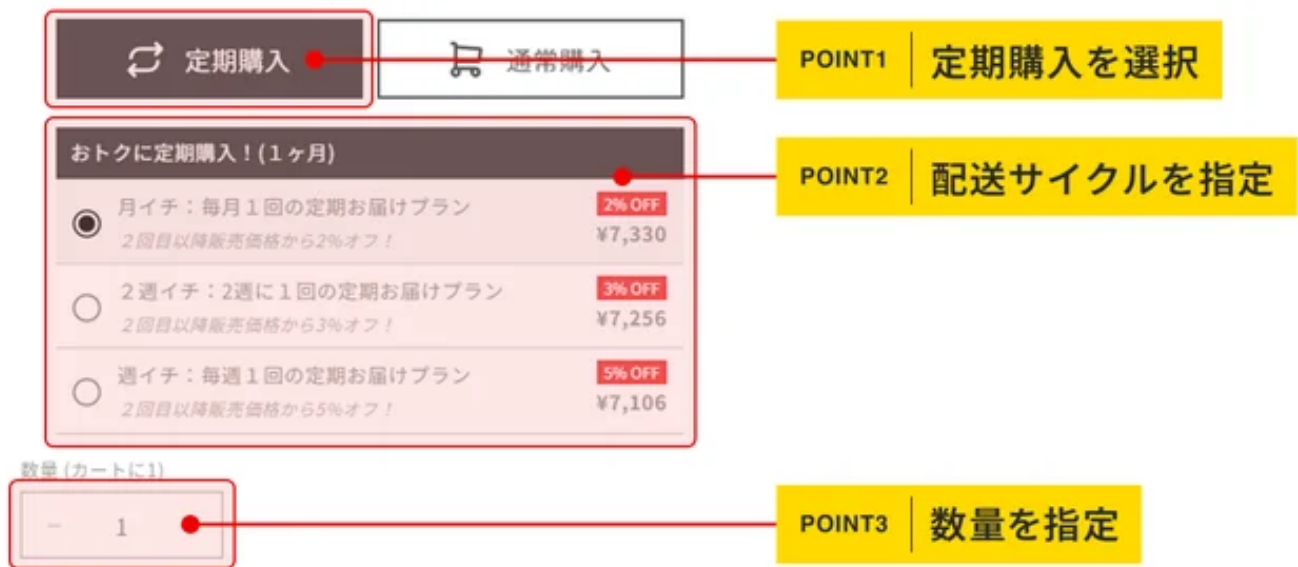 定期購入
通常購入
POINT1 定期購入を選択
おトクに定期購入！(１ヶ月)
POINT2 配送サイクルを指定
月イチ：毎月１回の定期お届けプラン
2% OFF
２回目以降販売価格から2%オフ！
¥7,330
２週イチ：2週に１回の定期お届けプラン
3% OFF
２回目以降販売価格から3%オフ！
¥7,256
週イチ：毎週１回の定期お届けプラン
5% OFF
２回目以降販売価格から5%オフ！
¥7,106
数量 (カートに1)
− 1
POINT3 数量を指定